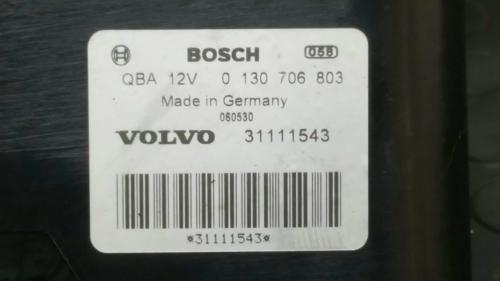 BOSCH 058
QBA 12V 0 130 706 803
Made in Germany
060530
VOLVO 31111543
*31111543*